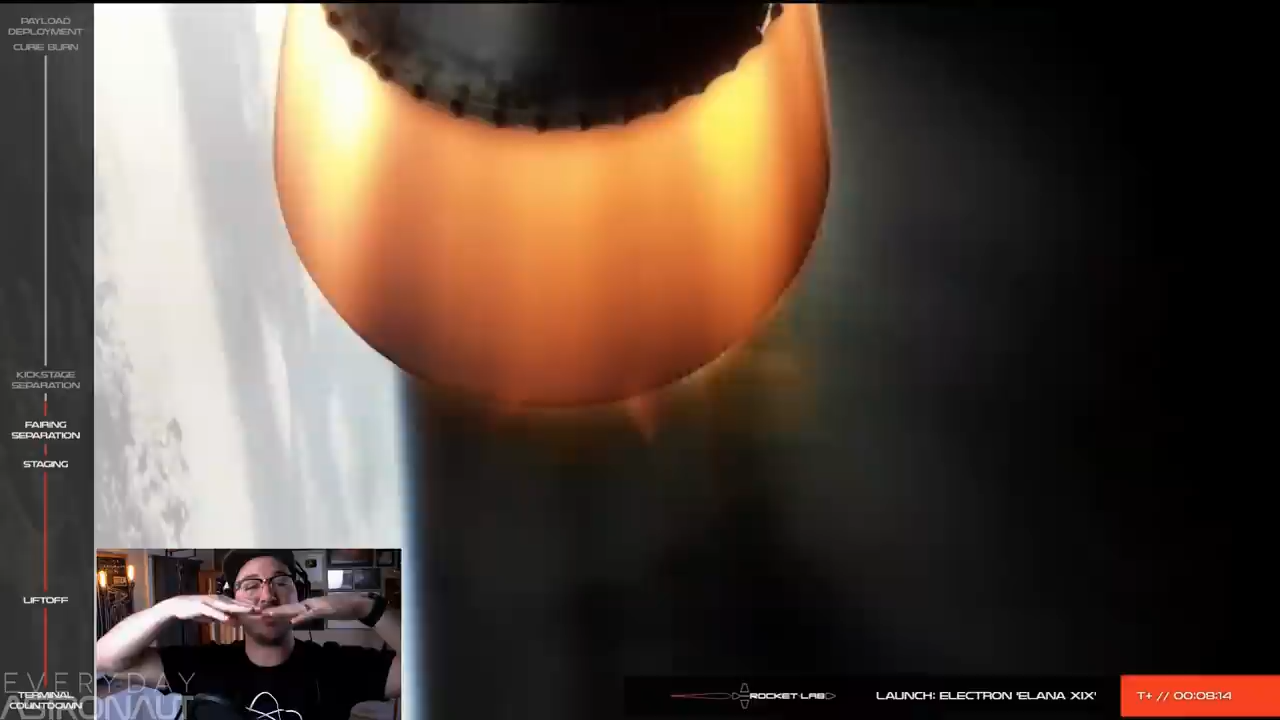 PAYLOAD
DEPLOYMENT
CURIE BURN
KICKSTAGE
SEPARATION
FAIRING
SEPARATION
STAGING
LIFTOFF
EVERYDAY
ASTRONAUT
TERMINAL
COUNTDOWN
ROCKET LAB
LAUNCH: ELECTRON 'ELANA XIX'
T+ // 00:08:14